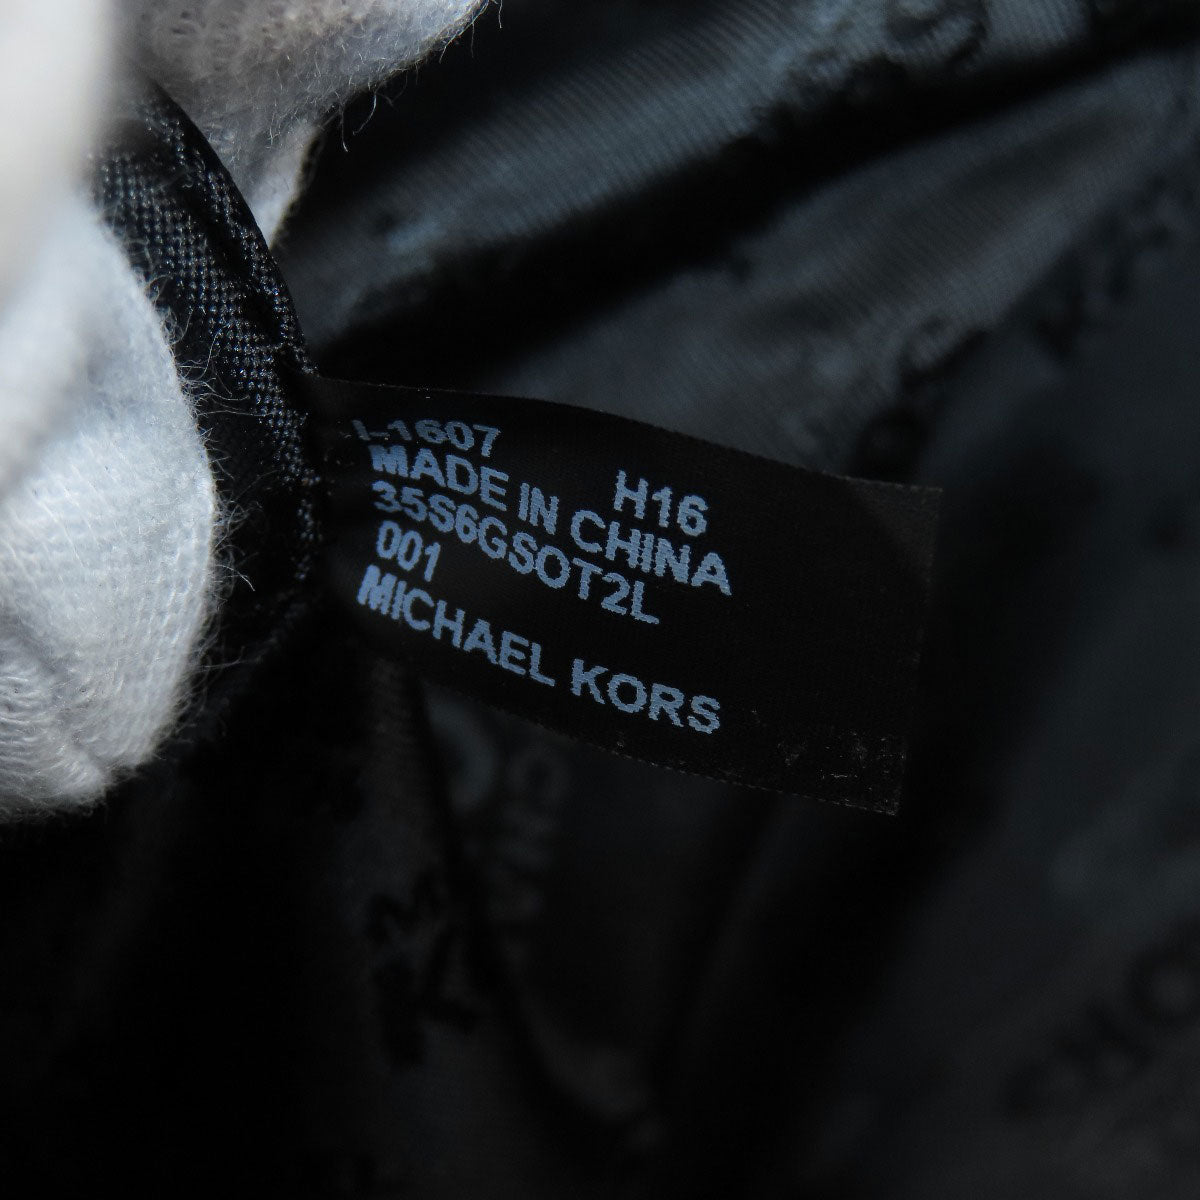 1607
H16
MADE IN CHINA
35S6GSOT2L
001
MICHAEL KORS